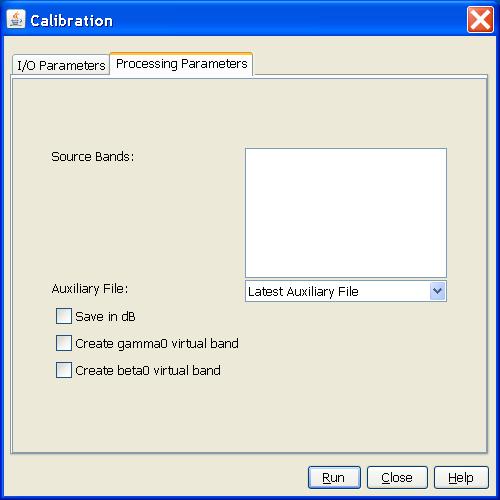 Calibration
I/O Parameters
Processing Parameters
Source Bands:
Auxiliary File:
Latest Auxiliary File
Save in dB
Create gamma0 virtual band
Create beta0 virtual band
Run
Close
Help